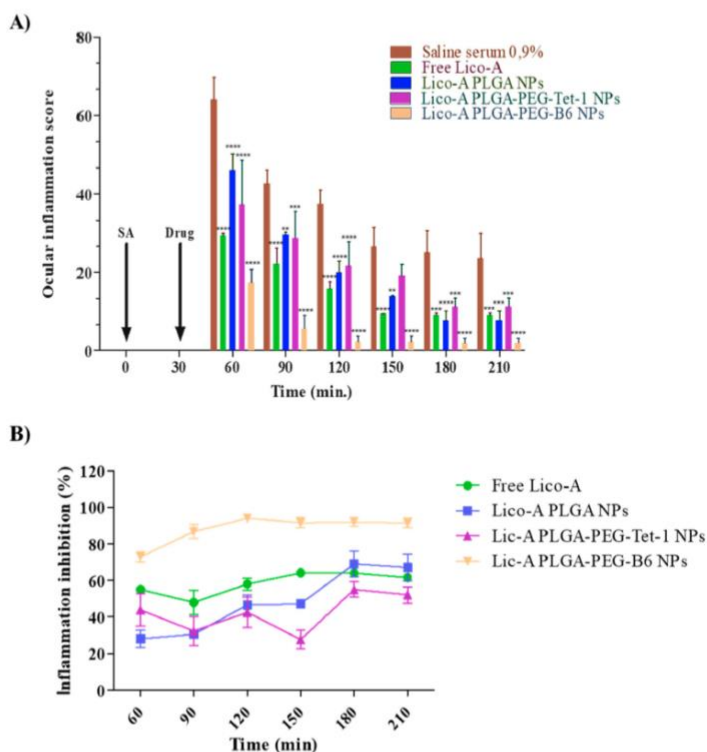 A)
80
60
40
20
0
Ocular inflammation score
Saline serum 0,9%
Free Lico-A
Lico-A PLGA NPs
Lico-A PLGA-PEG-Tet-1 NPs
Lico-A PLGA-PEG-B6 NPs
SA Drug
**** **** **** ****
**** ** *** ****
**** **** **** ****
**** ** ****
*** **** *** ****
*** *** *** ****
0 30 60 90 120 150 180 210
Time (min.)
B)
120
100
80
60
40
20
0
Inflammation inhibition (%)
Free Lico-A
Lico-A PLGA NPs
Lic-A PLGA-PEG-Tet-1 NPs
Lic-A PLGA-PEG-B6 NPs
60 90 120 150 180 210
Time (min)